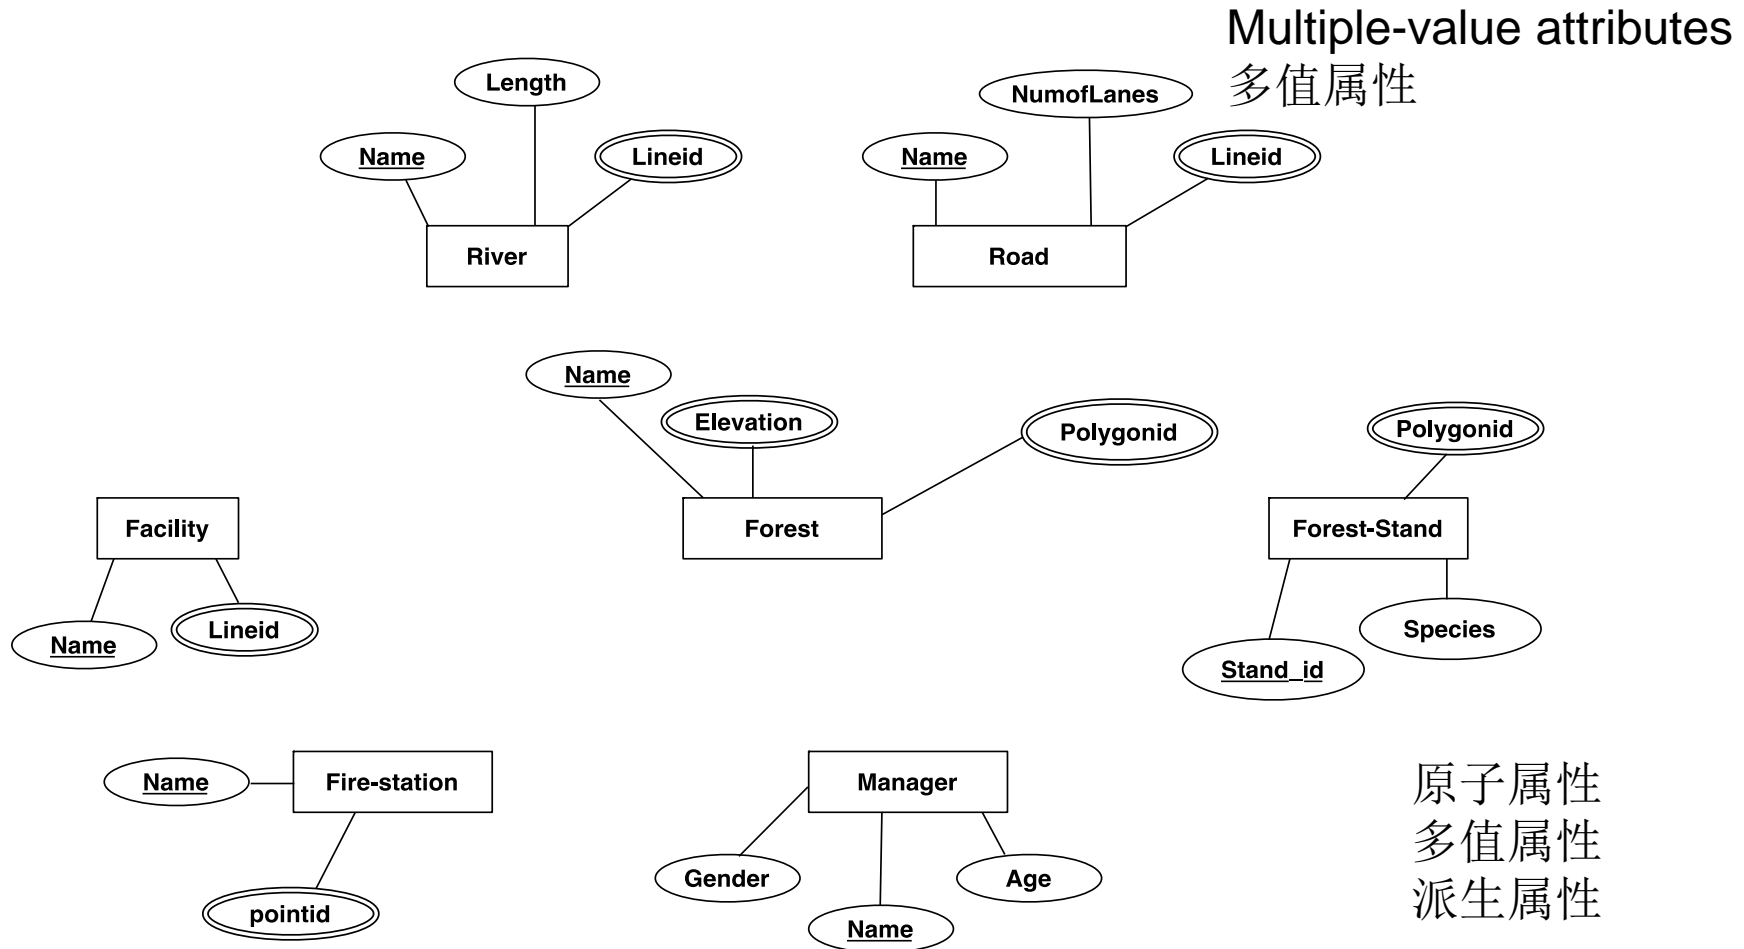 Multiple-value attributes
多值属性
Length
NumofLanes
Name
Lineid
Name
Lineid
River
Road
Name
Elevation
Polygonid
Polygonid
Facility
Forest
Forest-Stand
Name
Lineid
Species
Stand_id
Name
Fire-station
Manager
原子属性
多值属性
派生属性
Gender
Age
pointid
Name